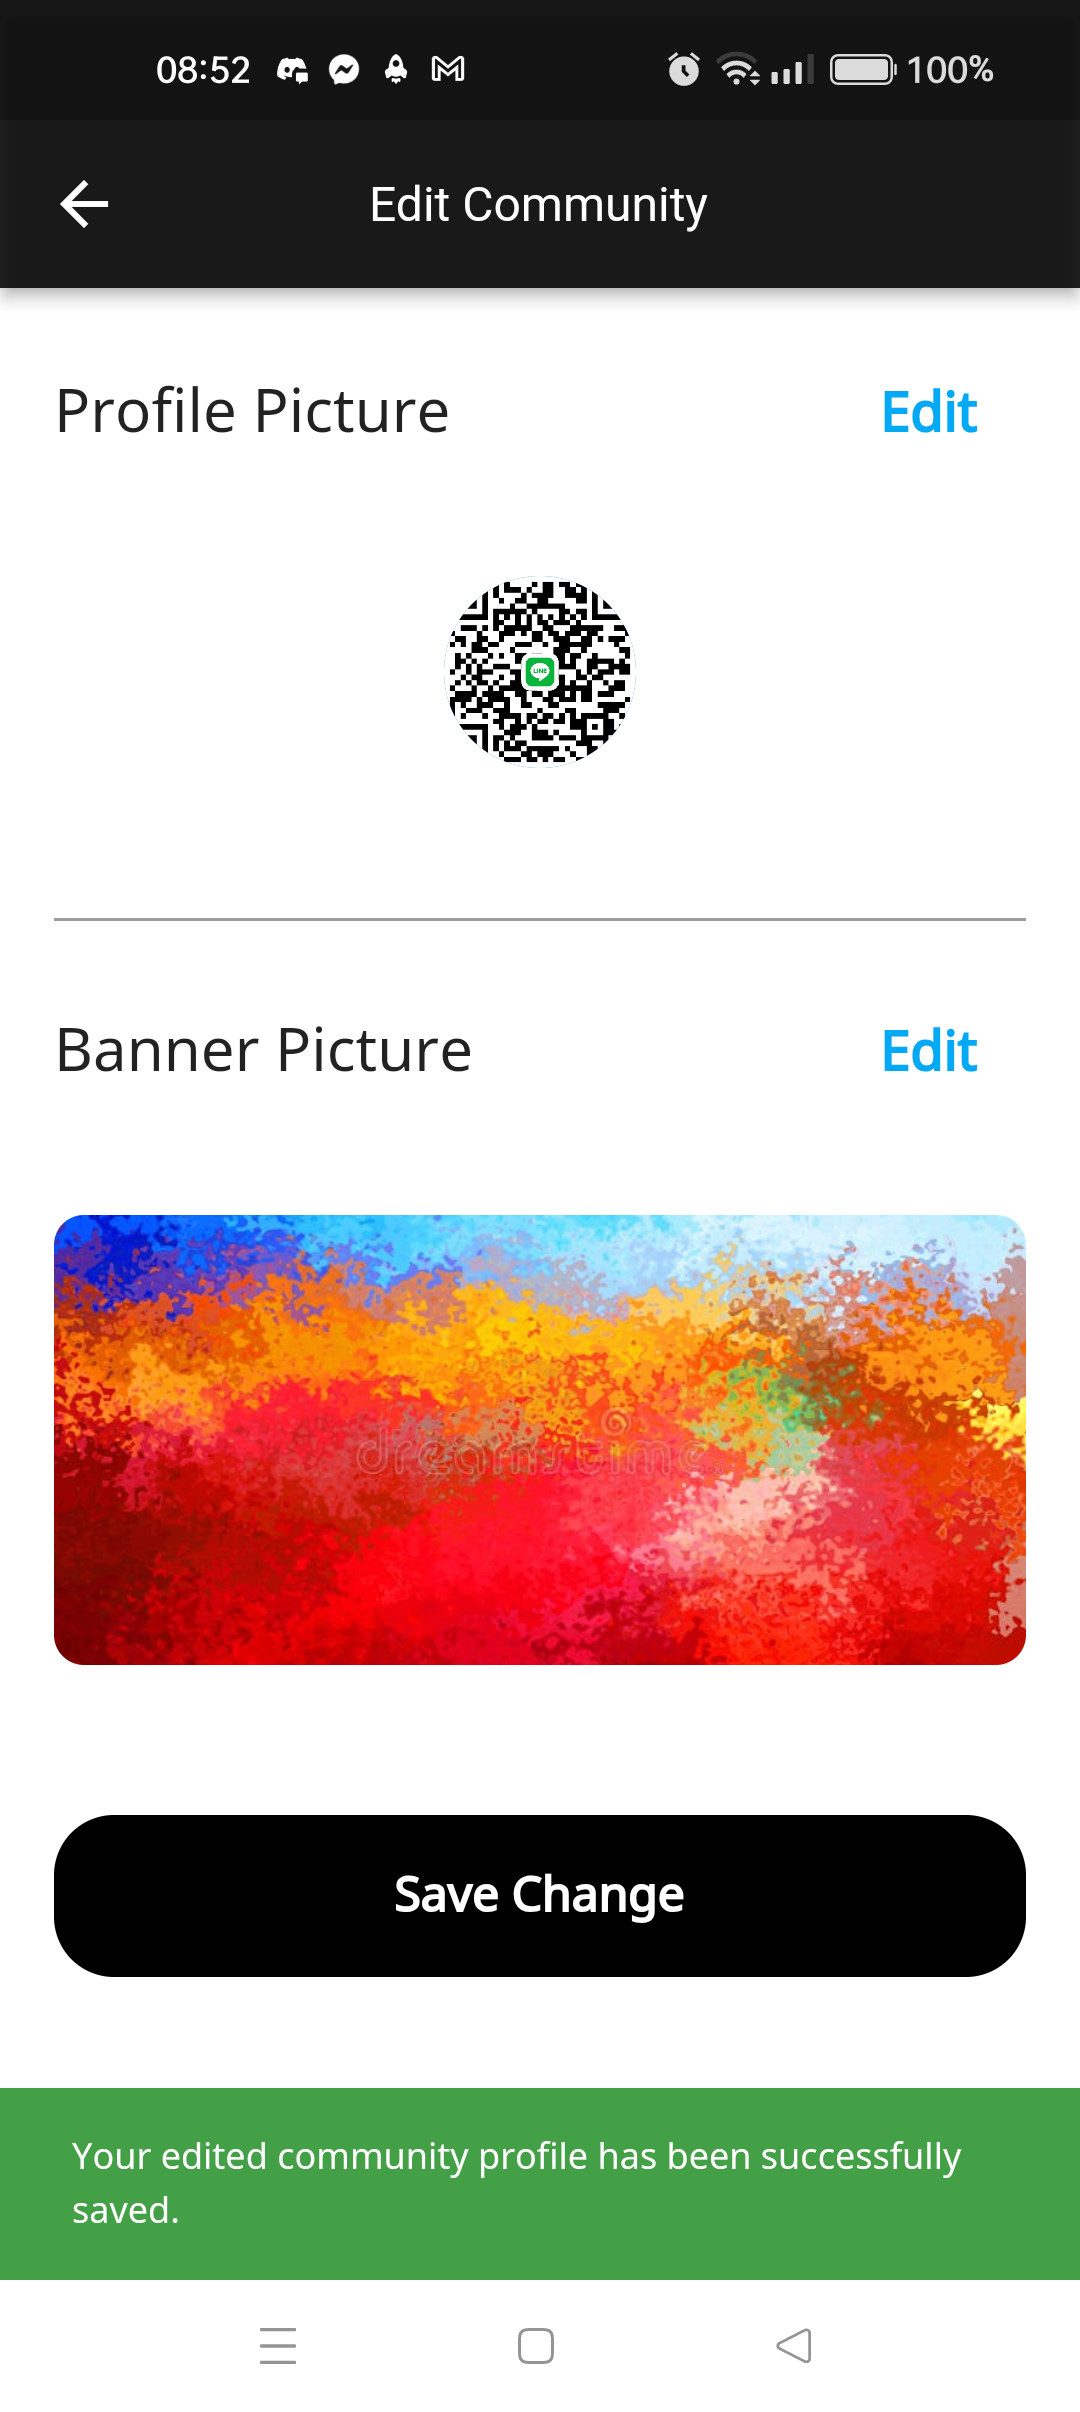 08:52
100%
Edit Community
Profile Picture
Edit
LINE
Banner Picture
Edit
dreamstime
Save Change
Your edited community profile has been successfully
saved.